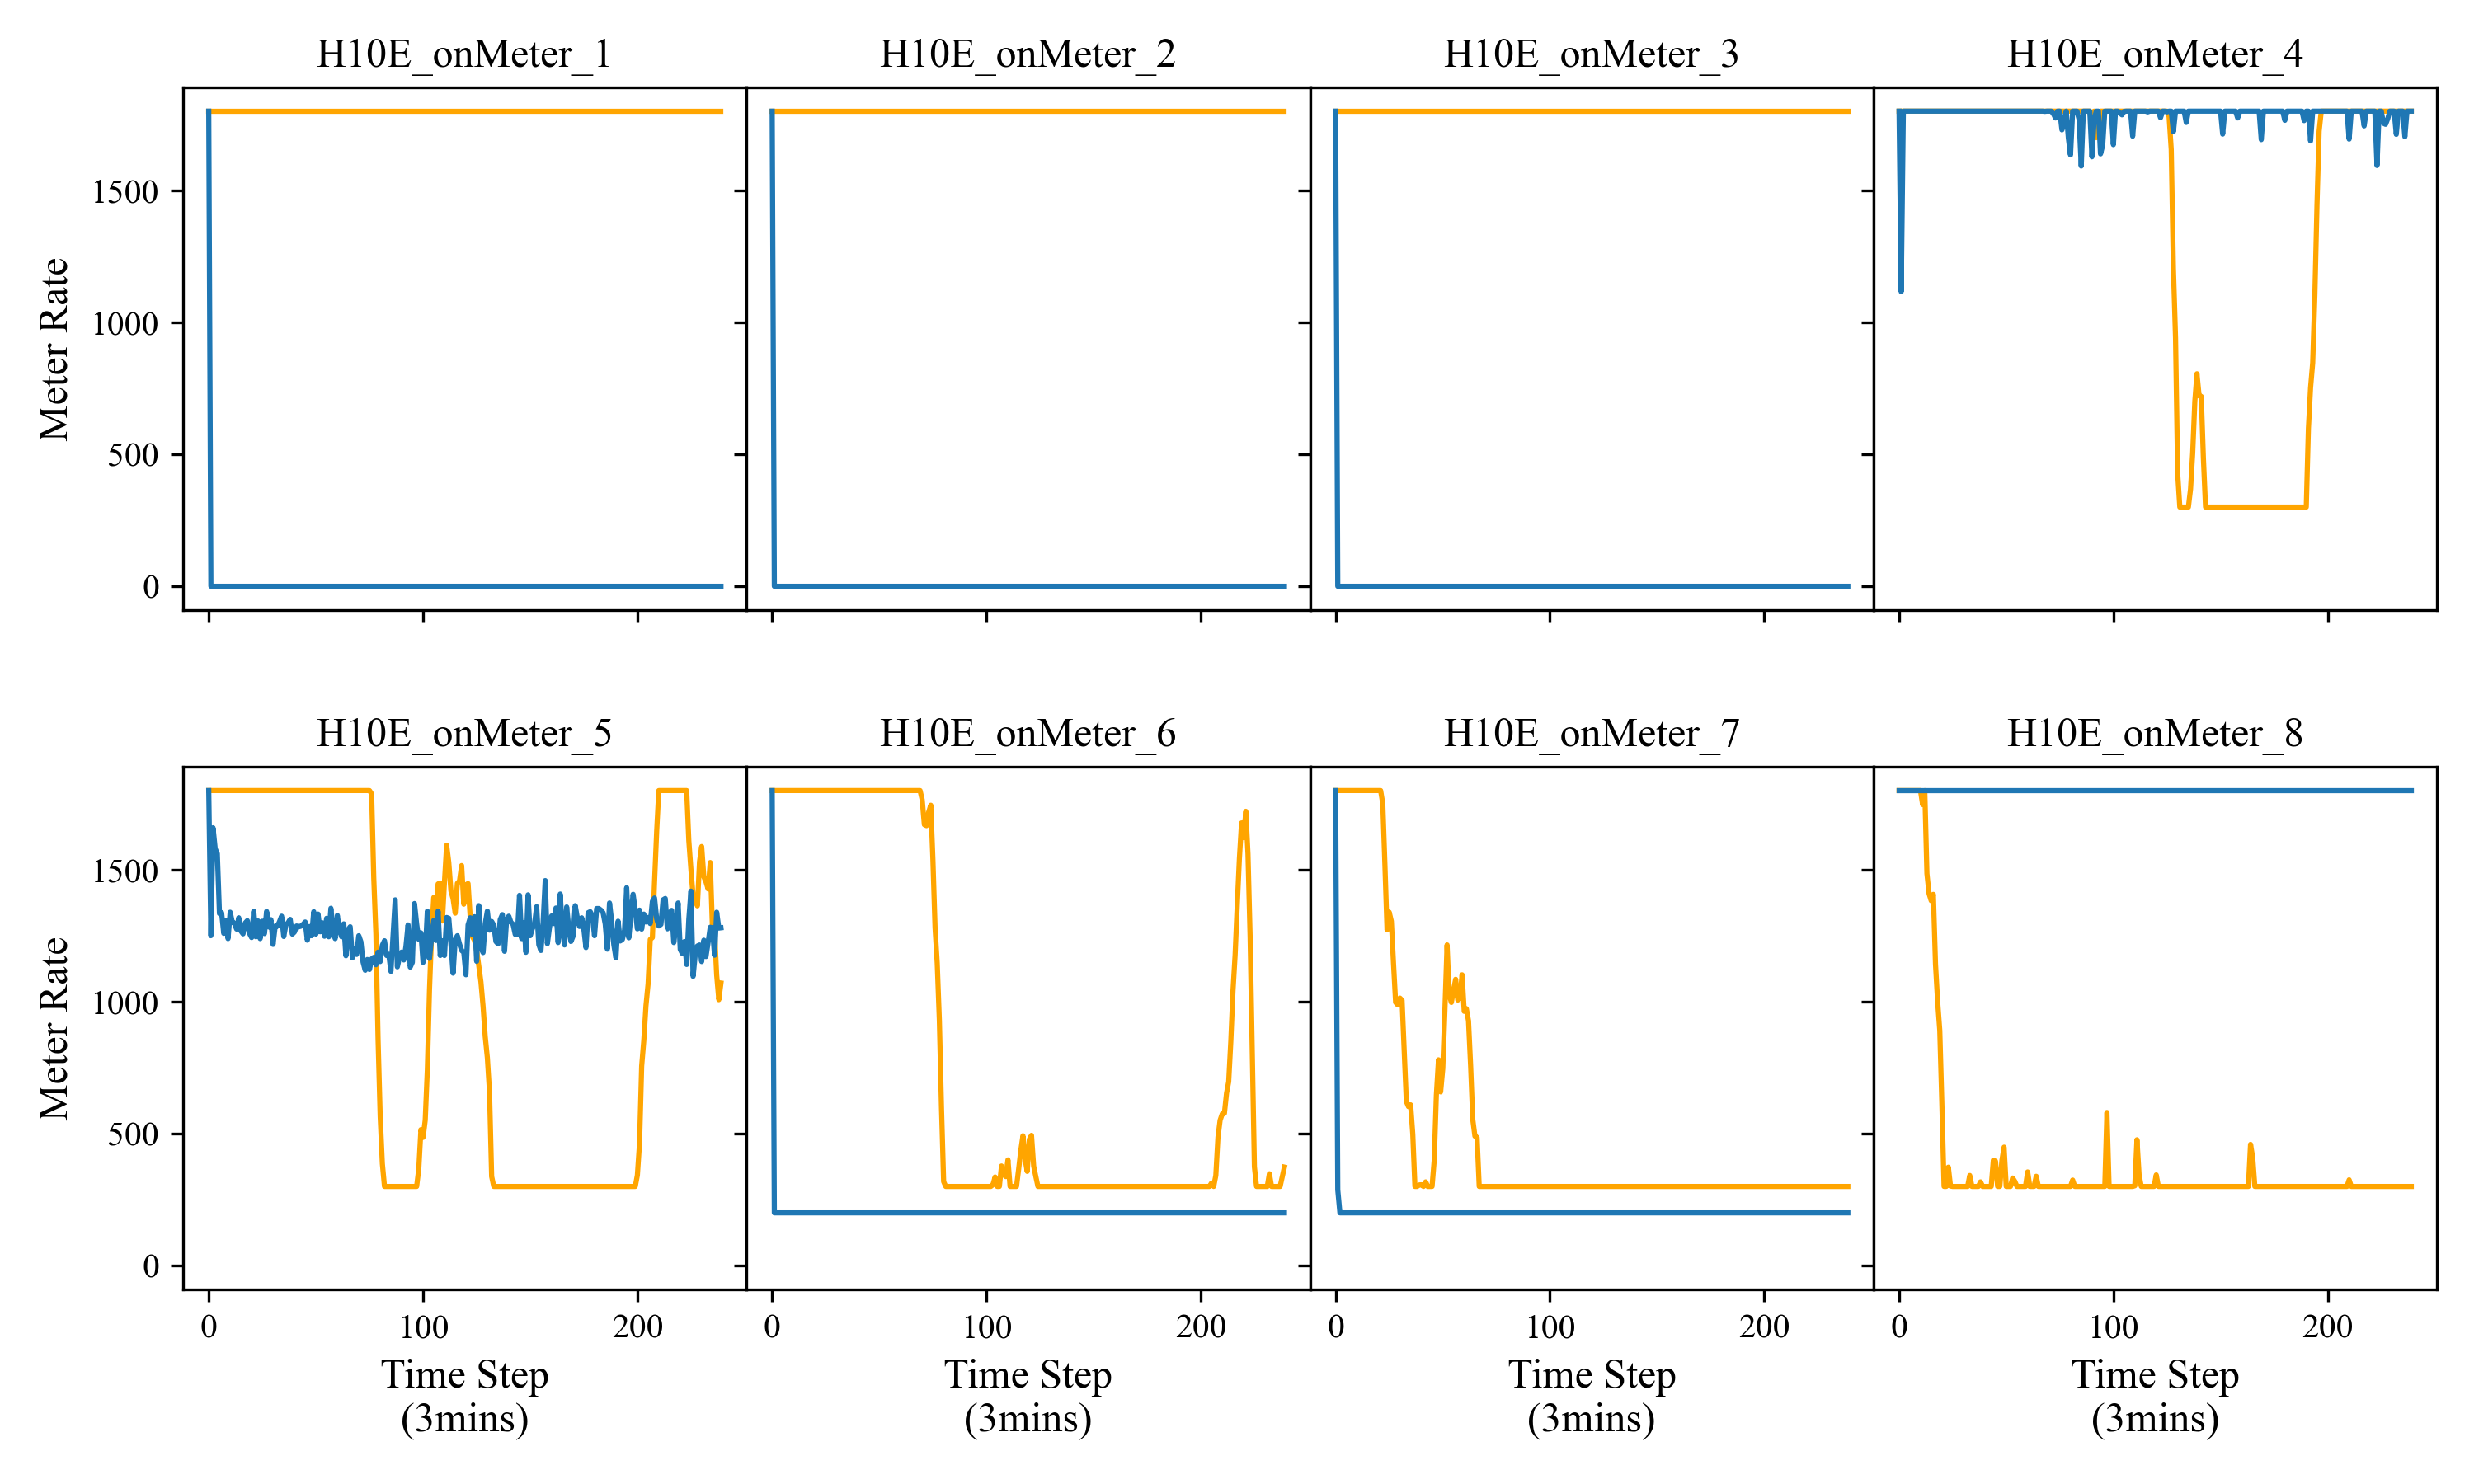 H10E_onMeter_1 H10E_onMeter_2 H10E_onMeter_3 H10E_onMeter_4
Meter Rate
1500
1000
500
0
H10E_onMeter_5 H10E_onMeter_6 H10E_onMeter_7 H10E_onMeter_8
Meter Rate
1500
1000
500
0
0 100 200 0 100 200 0 100 200 0 100 200
Time Step Time Step Time Step Time Step
(3mins) (3mins) (3mins) (3mins)